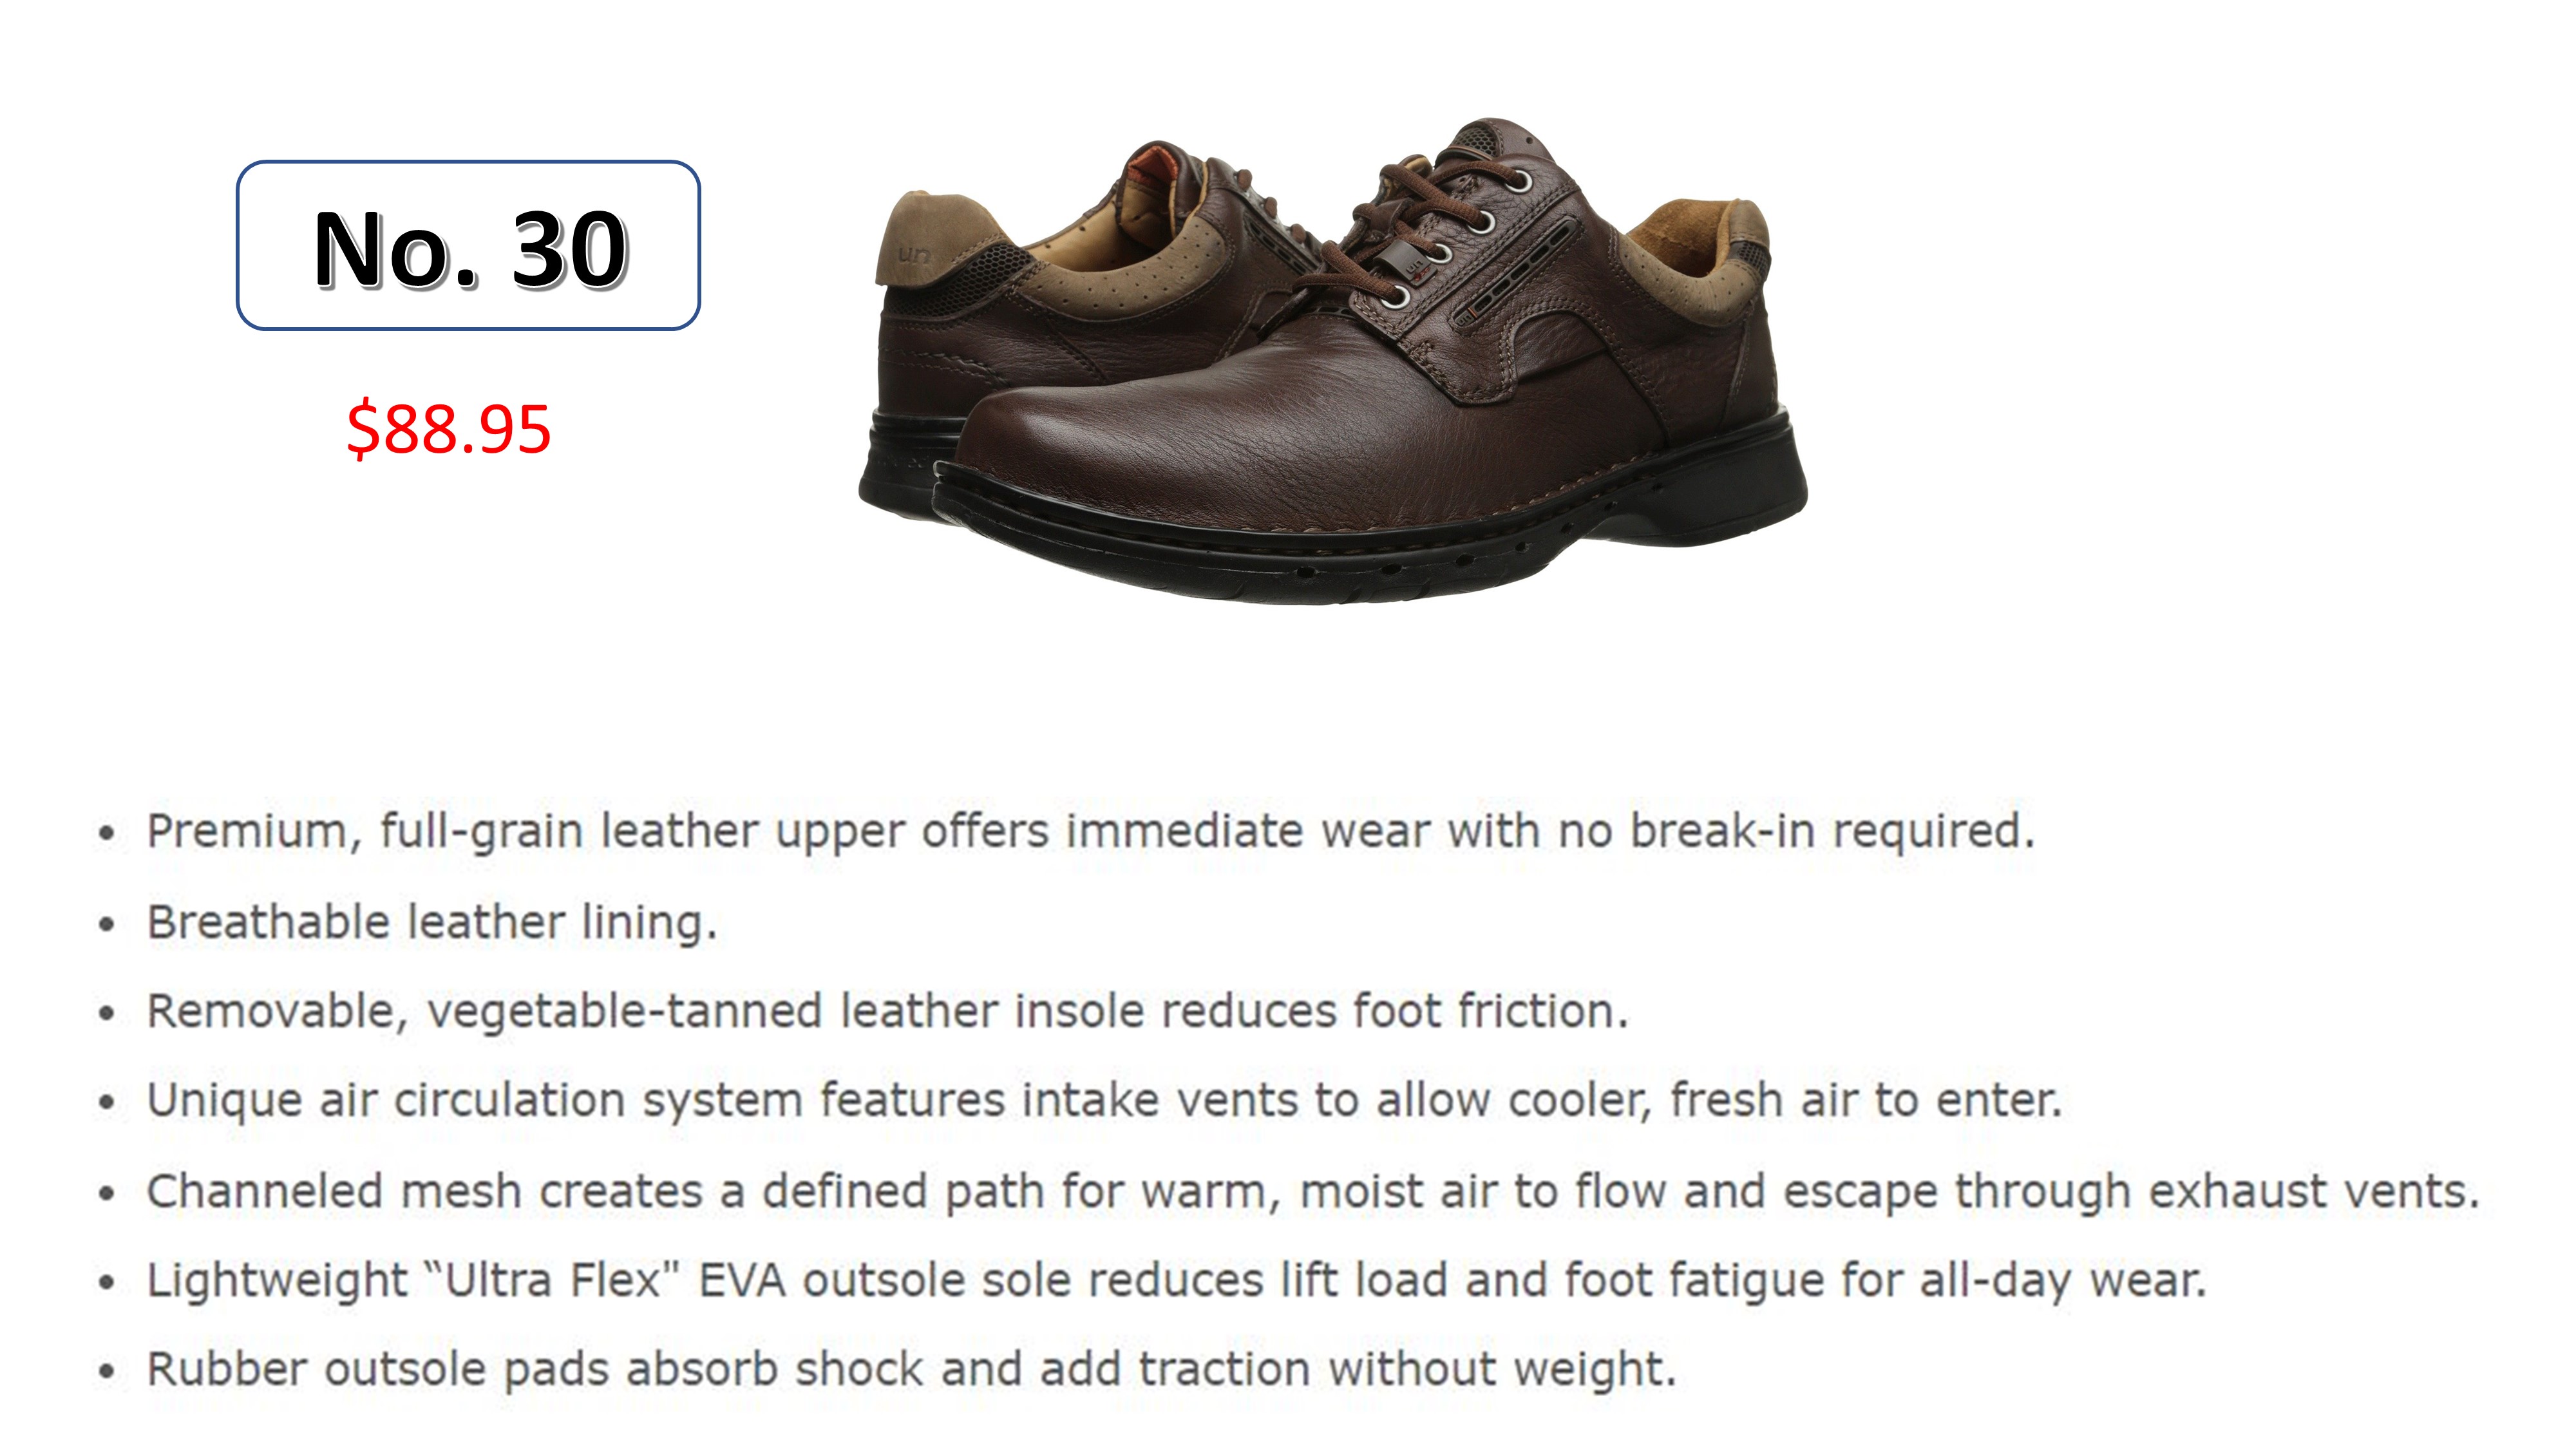 No. 30
$88.95
un
un
• Premium, full-grain leather upper offers immediate wear with no break-in required.
• Breathable leather lining.
• Removable, vegetable-tanned leather insole reduces foot friction.
• Unique air circulation system features intake vents to allow cooler, fresh air to enter.
• Channeled mesh creates a defined path for warm, moist air to flow and escape through exhaust vents.
• Lightweight “Ultra Flex" EVA outsole sole reduces lift load and foot fatigue for all-day wear.
• Rubber outsole pads absorb shock and add traction without weight.